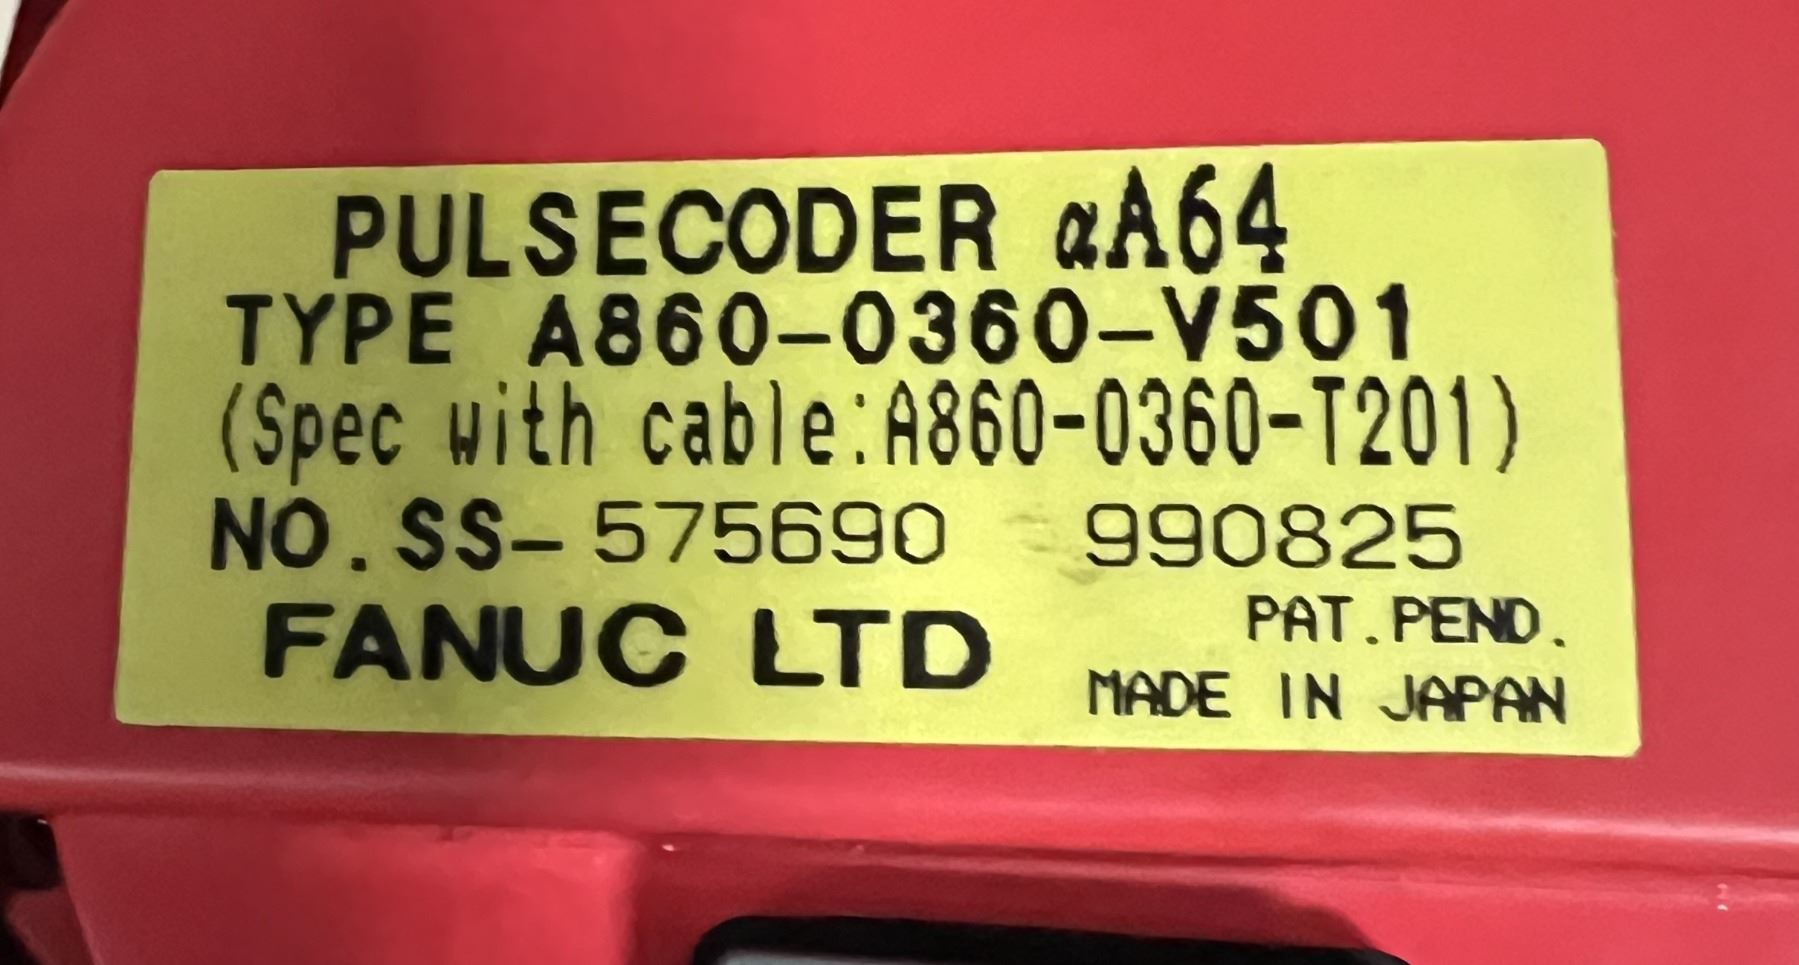 PULSECODER αA64
TYPE A860-0360-V501
(Spec with cable:A860-0360-T201)
NO.SS-575690 990825
FANUC LTD
PAT.PEND.
MADE IN JAPAN